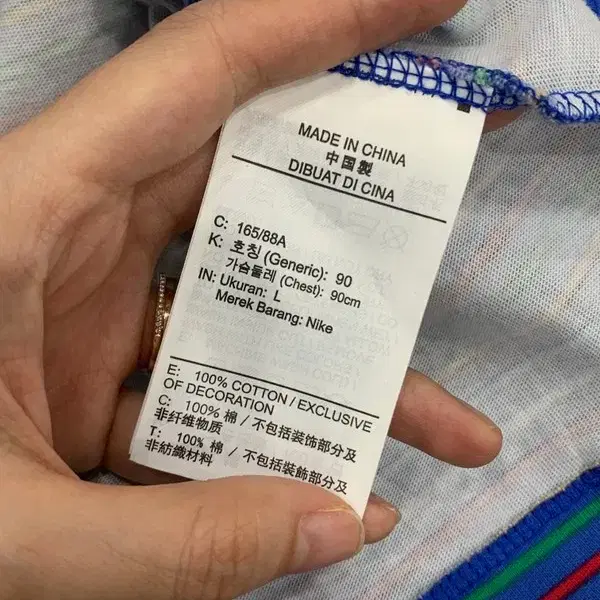 MADE IN CHINA
中国製
DIBUAT DI CINA
C: 165/88A
K: 호칭 (Generic): 90
가슴둘레 (Chest): 90cm
IN: Ukuran: L
Merek Barang: Nike
E: 100% COTTON / EXCLUSIVE
OF DECORATION
C: 100% 棉 / 不包括装饰部分及
非纤维物质
T: 100% 棉 / 不包括裝飾部分及
非紡織材料